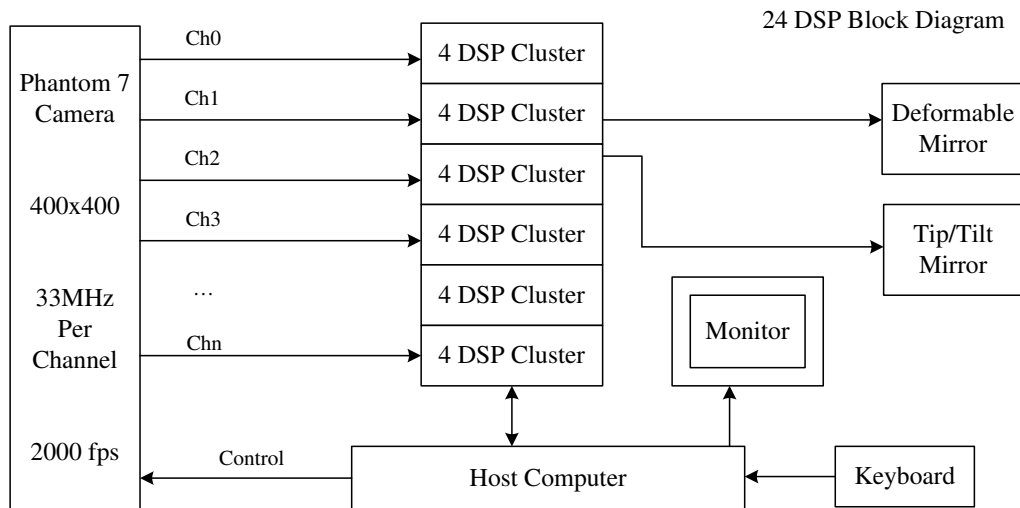 24 DSP Block Diagram
Phantom 7
Camera
400x400
33MHz
Per
Channel
2000 fps
Ch0
Ch1
Ch2
Ch3
...
Chn
Control
4 DSP Cluster
4 DSP Cluster
4 DSP Cluster
4 DSP Cluster
4 DSP Cluster
4 DSP Cluster
Deformable
Mirror
Tip/Tilt
Mirror
Monitor
Host Computer
Keyboard